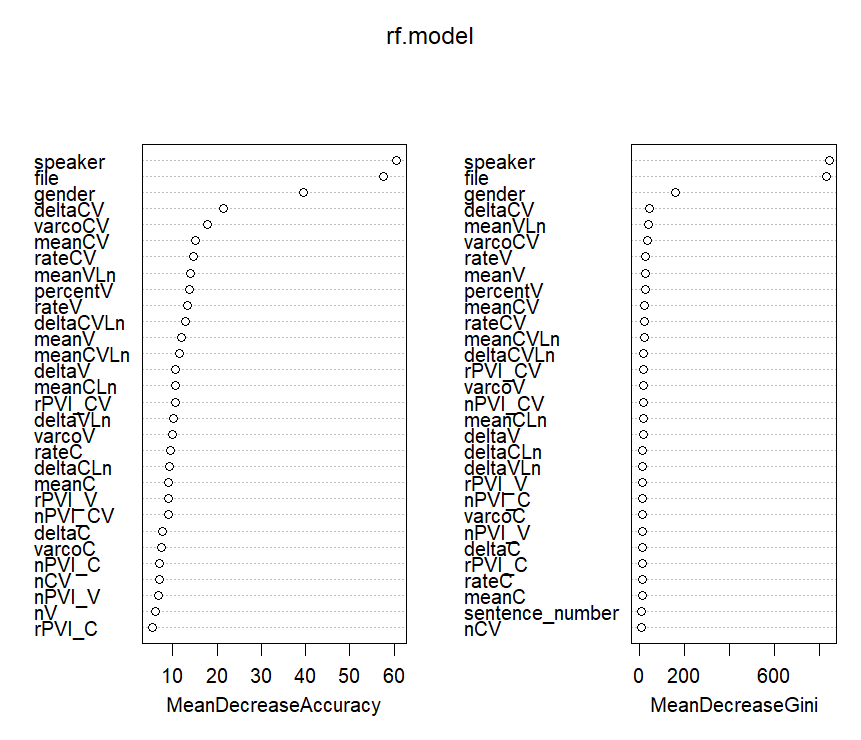 rf.model
speaker
file
gender
deltaCV
varcoCV
meanCV
rateCV
meanVLn
percentV
rateV
deltaCVLn
meanV
meanCVLn
deltaV
meanCLn
rPVI_CV
deltaVLn
varcoV
rateC
deltaCLn
meanC
rPVI_V
nPVI_CV
deltaC
varcoC
nPVI_C
nCV
nPVI_V
nV
rPVI_C
10 20 30 40 50 60
MeanDecreaseAccuracy
speaker
file
gender
deltaCV
meanVLn
varcoCV
rateV
meanV
percentV
meanCV
rateCV
meanCVLn
deltaCVLn
rPVI_CV
varcoV
nPVI_CV
meanCLn
deltaV
deltaCLn
deltaVLn
rPVI_V
nPVI_C
varcoC
nPVI_V
deltaC
rPVI_C
rateC
meanC
sentence_number
nCV
0 200 600
MeanDecreaseGini